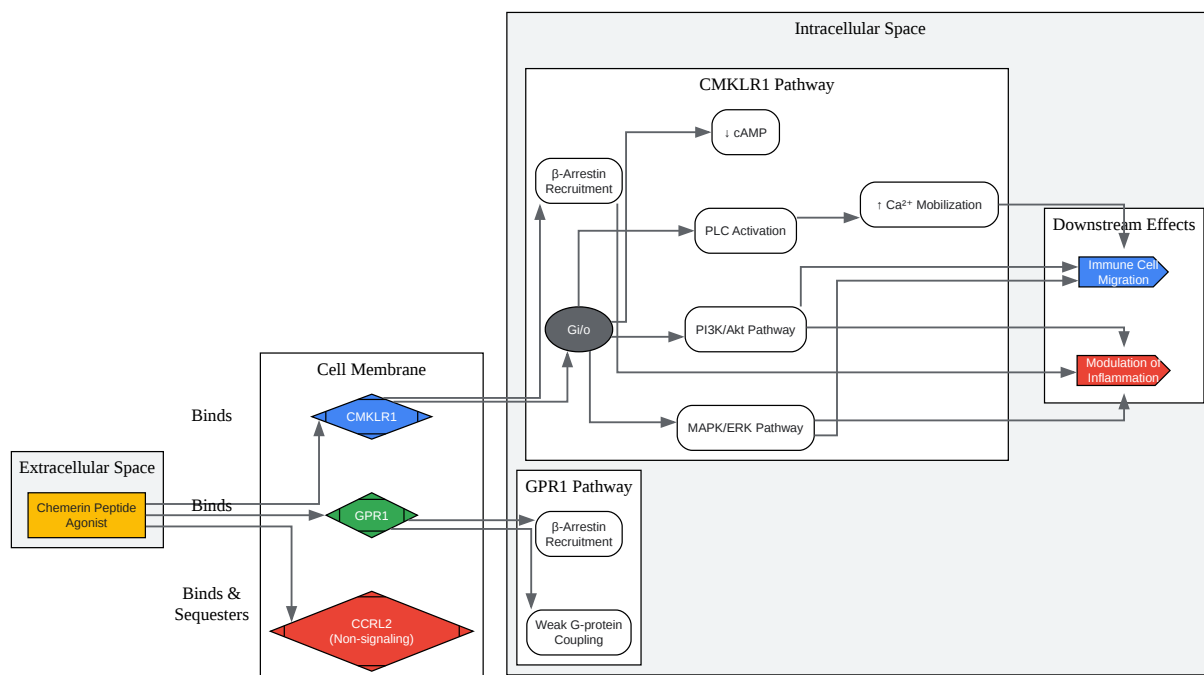 Intracellular Space
CMKLR1 Pathway
↓ cAMP
β-Arrestin
Recruitment
↑ Ca²⁺ Mobilization
PLC Activation
Downstream Effects
Immune Cell
Migration
Gi/o
PI3K/Akt Pathway
Modulation of
Inflammation
MAPK/ERK Pathway
Cell Membrane
CMKLR1
Binds
Extracellular Space
Chemerin Peptide
Agonist
Binds
GPR1
GPR1 Pathway
β-Arrestin
Recruitment
Binds &
Sequesters
CCRL2
(Non-signaling)
Weak G-protein
Coupling